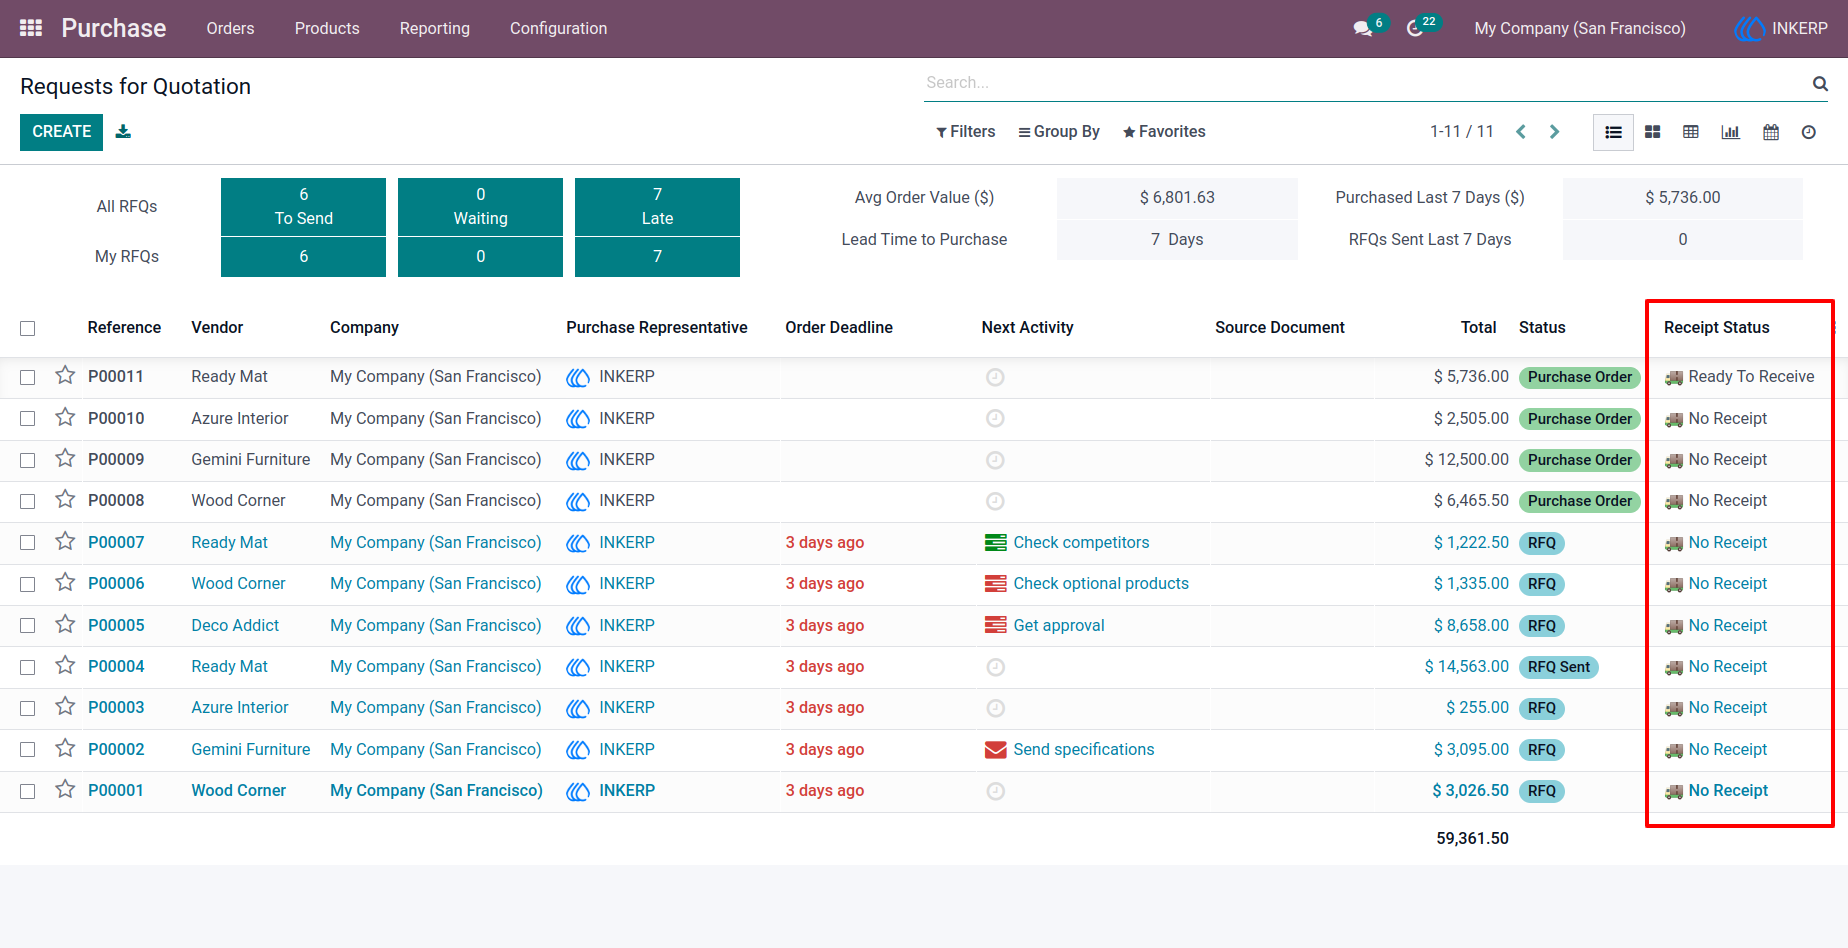 Purchase Orders Products Reporting Configuration 6 22 My Company (San Francisco) INKERP
Requests for Quotation Search...
CREATE Filters Group By Favorites 1-11 / 11
All RFQs 6 To Send 0 Waiting 7 Late
My RFQs 6 0 7
Avg Order Value ($) $ 6,801.63 Purchased Last 7 Days ($) $ 5,736.00
Lead Time to Purchase 7 Days RFQs Sent Last 7 Days 0
Reference Vendor Company Purchase Representative Order Deadline Next Activity Source Document Total Status Receipt Status
P00011 Ready Mat My Company (San Francisco) INKERP $ 5,736.00 Purchase Order Ready To Receive
P00010 Azure Interior My Company (San Francisco) INKERP $ 2,505.00 Purchase Order No Receipt
P00009 Gemini Furniture My Company (San Francisco) INKERP $ 12,500.00 Purchase Order No Receipt
P00008 Wood Corner My Company (San Francisco) INKERP $ 6,465.50 Purchase Order No Receipt
P00007 Ready Mat My Company (San Francisco) INKERP 3 days ago Check competitors $ 1,222.50 RFQ No Receipt
P00006 Wood Corner My Company (San Francisco) INKERP 3 days ago Check optional products $ 1,335.00 RFQ No Receipt
P00005 Deco Addict My Company (San Francisco) INKERP 3 days ago Get approval $ 8,658.00 RFQ No Receipt
P00004 Ready Mat My Company (San Francisco) INKERP 3 days ago $ 14,563.00 RFQ Sent No Receipt
P00003 Azure Interior My Company (San Francisco) INKERP 3 days ago $ 255.00 RFQ No Receipt
P00002 Gemini Furniture My Company (San Francisco) INKERP 3 days ago Send specifications $ 3,095.00 RFQ No Receipt
P00001 Wood Corner My Company (San Francisco) INKERP 3 days ago $ 3,026.50 RFQ No Receipt
59,361.50